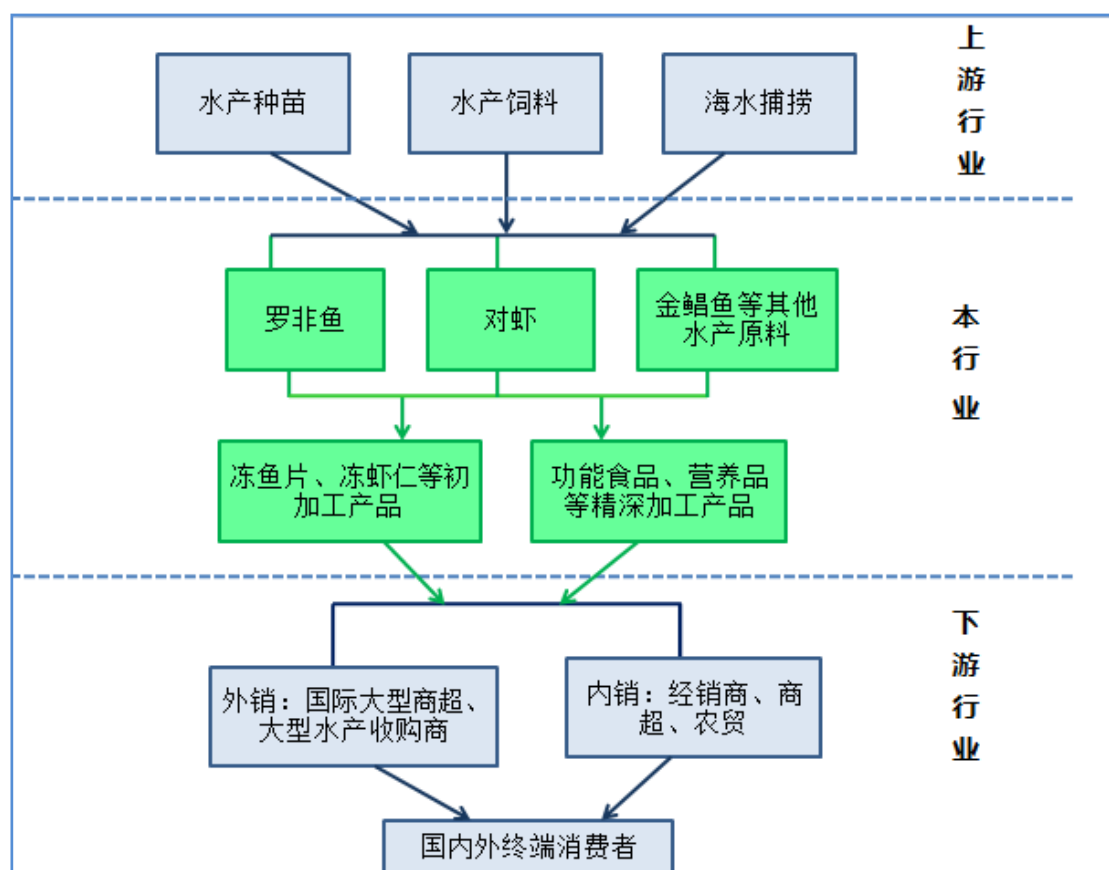 水产种苗
水产饲料
海水捕捞
上游行业
罗非鱼
对虾
金鲳鱼等其他
水产原料
本行业
冻鱼片、冻虾仁等初
加工产品
功能食品、营养品
等精深加工产品
下游行业
外销：国际大型商超、
大型水产收购商
内销：经销商、商
超、农贸
国内外终端消费者